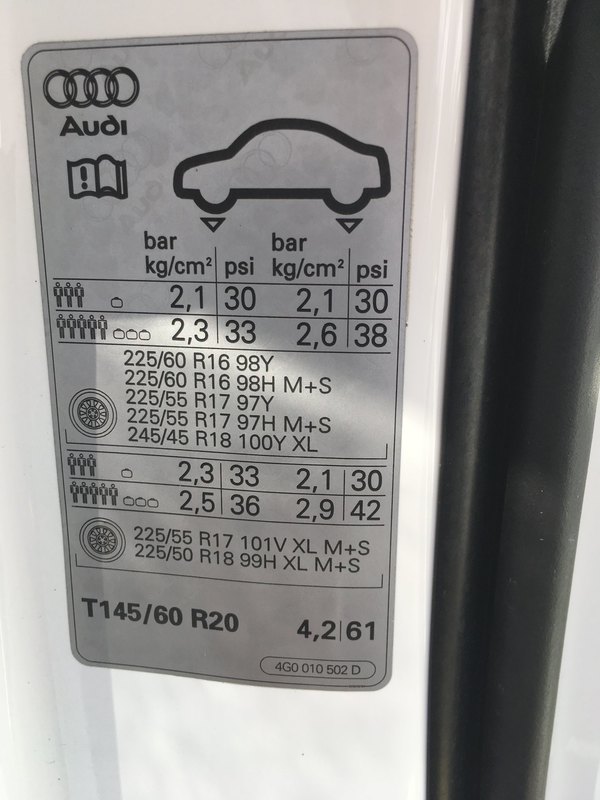 Audi
bar bar
kg/cm² psi kg/cm² psi
2,1 30 2,1 30
2,3 33 2,6 38
225/60 R16 98Y
225/60 R16 98H M+S
225/55 R17 97Y
225/55 R17 97H M+S
245/45 R18 100Y XL
2,3 33 2,1 30
2,5 36 2,9 42
225/55 R17 101V XL M+S
225/50 R18 99H XL M+S
T145/60 R20 4,2 61
4G0 010 502 D